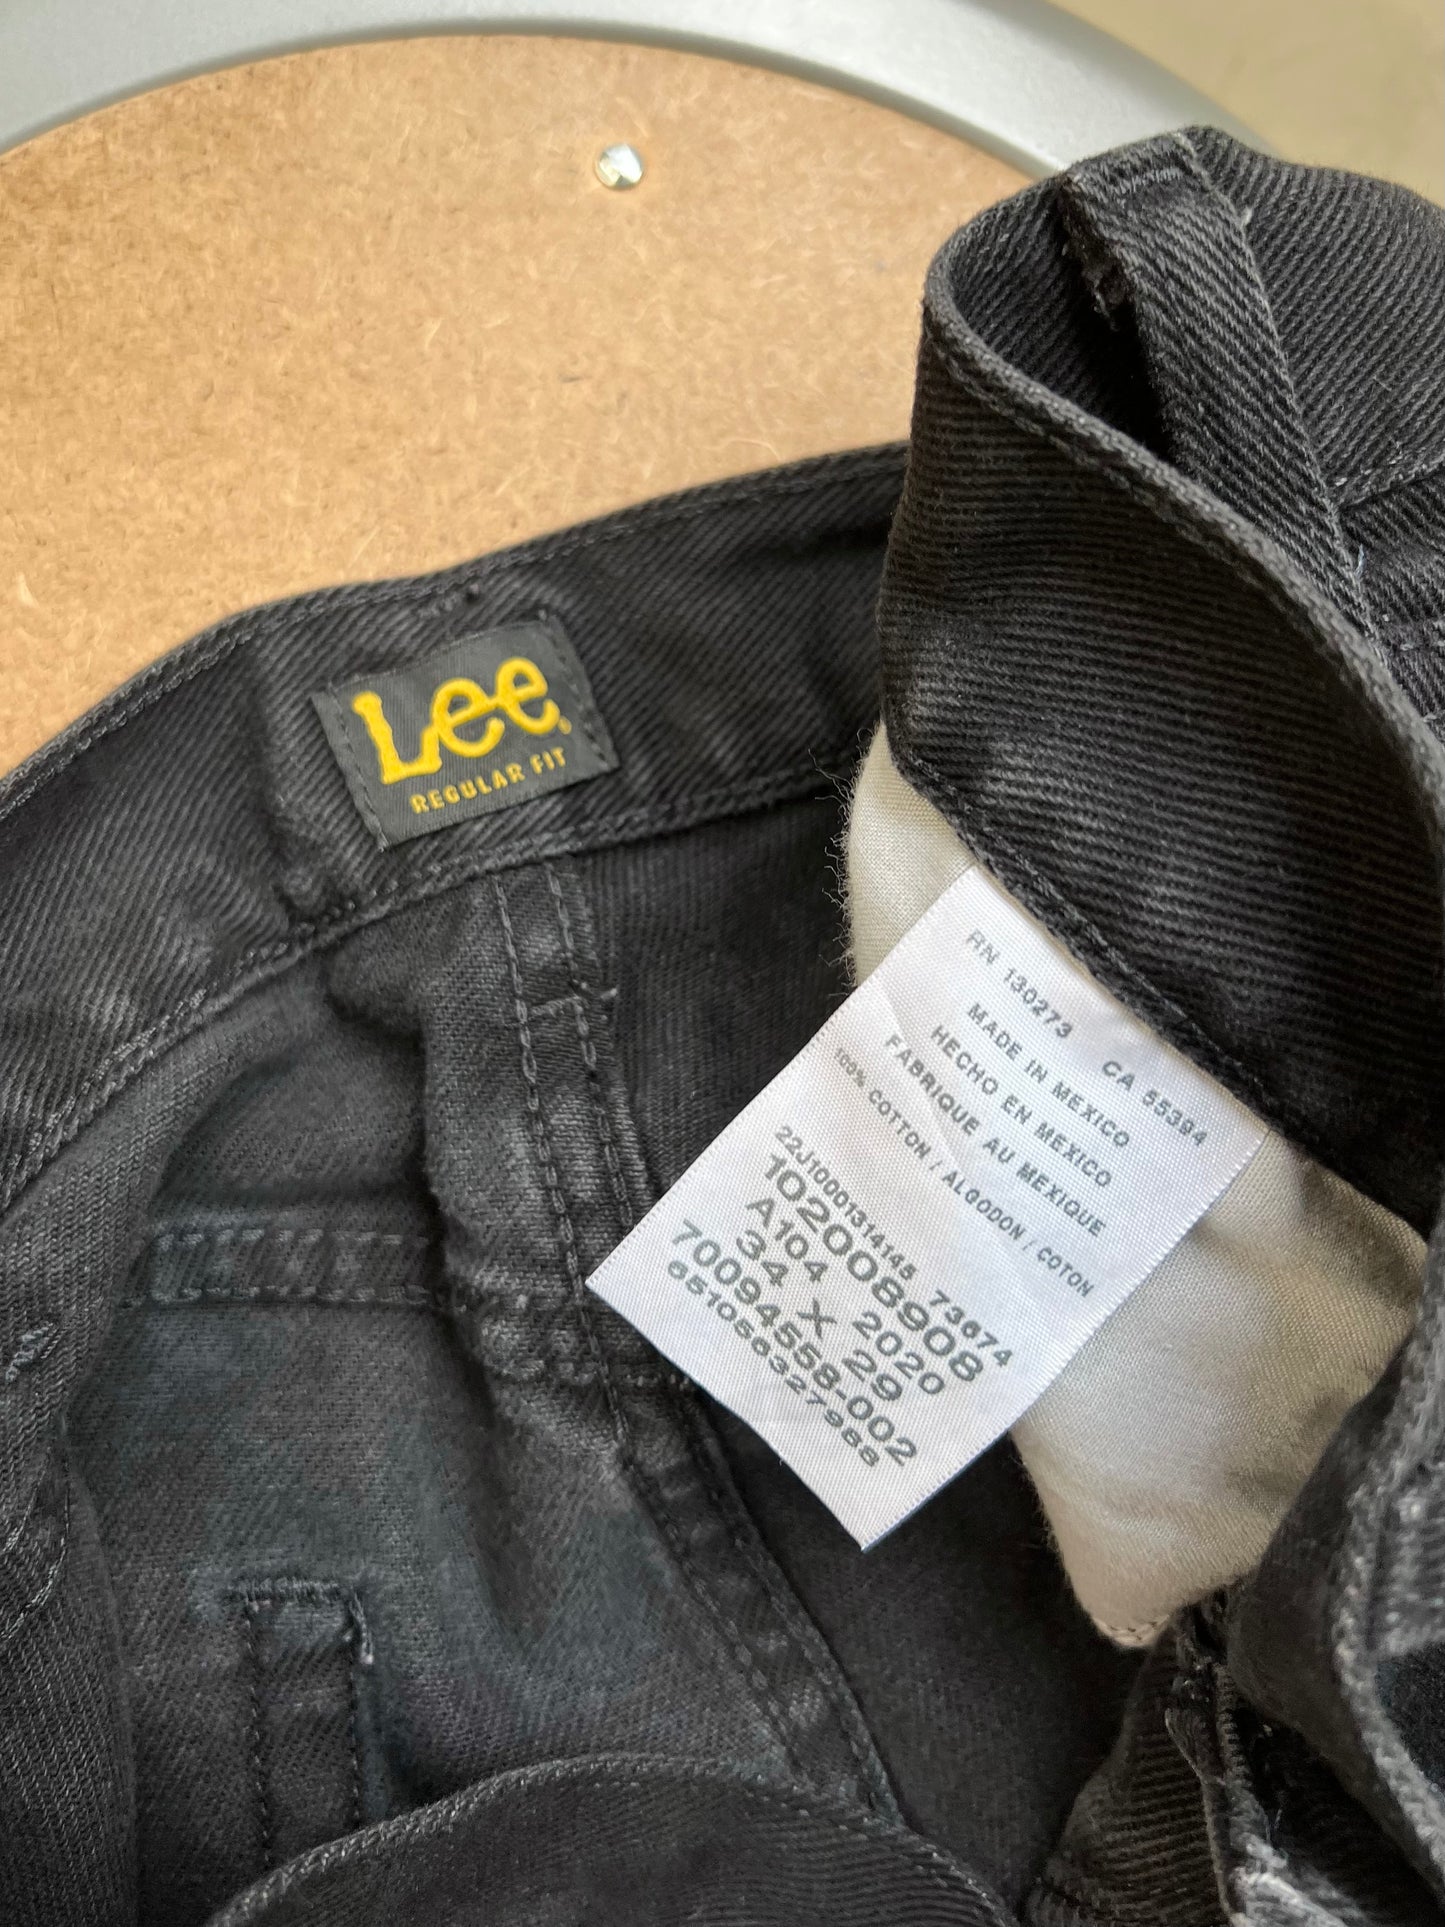 Lee
REGULAR FIT
RN 130273 CA 55394
MADE IN MEXICO
HECHO EN MEXICO
FABRIQUE AU MEXIQUE
100% COTTON / ALGODON / COTON
22J10001314145 73674
102008908
A104 2020
34 X 29
70094558-002
651056327988